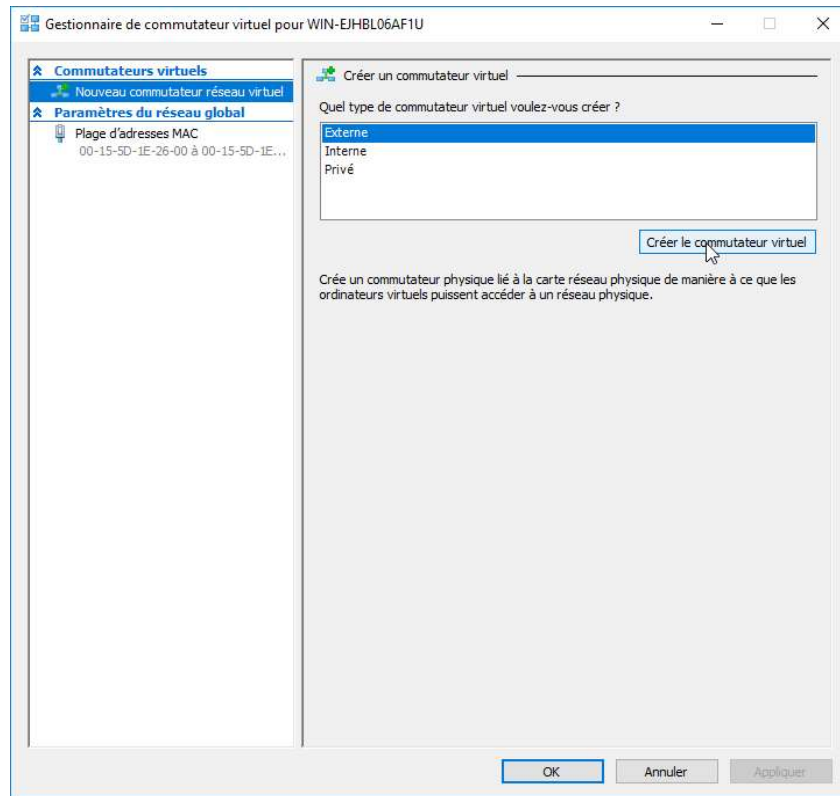 Gestionnaire de commutateur virtuel pour WIN-EJHBL06AF1U
Commutateurs virtuels
Nouveau commutateur réseau virtuel
Paramètres du réseau global
Plage d'adresses MAC
00-15-5D-1E-26-00 à 00-15-5D-1E...
Créer un commutateur virtuel
Quel type de commutateur virtuel voulez-vous créer ?
Externe
Interne
Privé
Créer le commutateur virtuel
Crée un commutateur physique lié à la carte réseau physique de manière à ce que les
ordinateurs virtuels puissent accéder à un réseau physique.
OK
Annuler
Appliquer